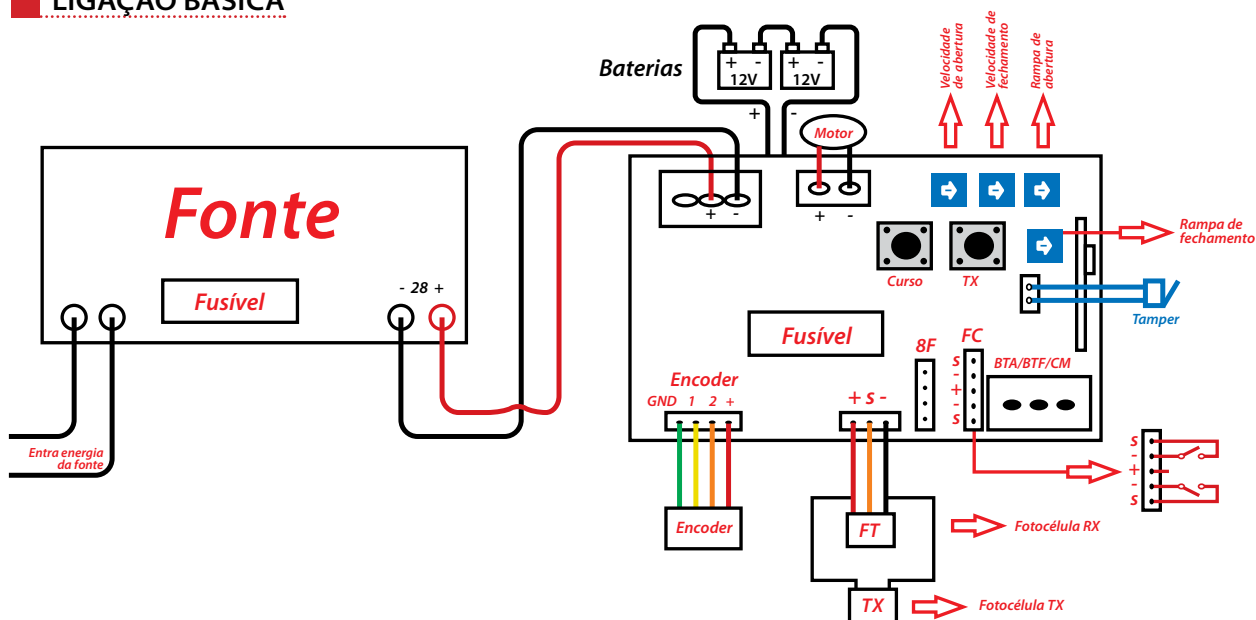 LIGAÇÃO BÁSICA
Baterias
+ - + -
12V 12V
+ -
Motor
Velocidade
de abertura
Velocidade de
fechamento
Rampa de
abertura
Fonte
Fusível
- 28 +
+ -
+ -
Curso
TX
Rampa de
fechamento
Tamper
Fusível
8F
FC
S
-
+
-
S
BTA/BTF/CM
Encoder
GND 1 2 +
+ S -
Entra energia
da fonte
Encoder
FT
Fotocélula RX
S
-
+
-
S
TX
Fotocélula TX